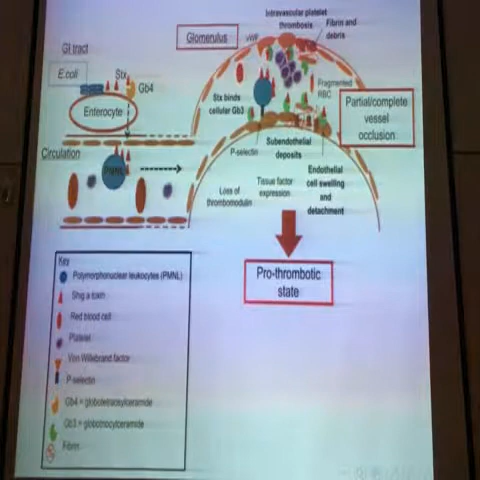 Intravascular platelet
thrombosis
Fibrin and
debris
Glomerulus
vWF
GI tract
E.coli
Stx
Gb4
Enterocyte
Fragmented
RBC
Stx binds
cellular Gb3
Partial/complete
vessel
occlusion
Circulation
PMNL
P-selectin
Subendothelial
deposits
Loss of
thrombomodulin
Tissue factor
expression
Endothelial
cell swelling
and
detachment
Pro-thrombotic
state
Key
Polymorphonuclear leukocytes (PMNL)
Shiga toxin
Red blood cell
Platelet
Von Willebrand factor
P-selectin
Gb4 = globotetraosylceramide
Gb3 = globotriaosylceramide
Fibrin